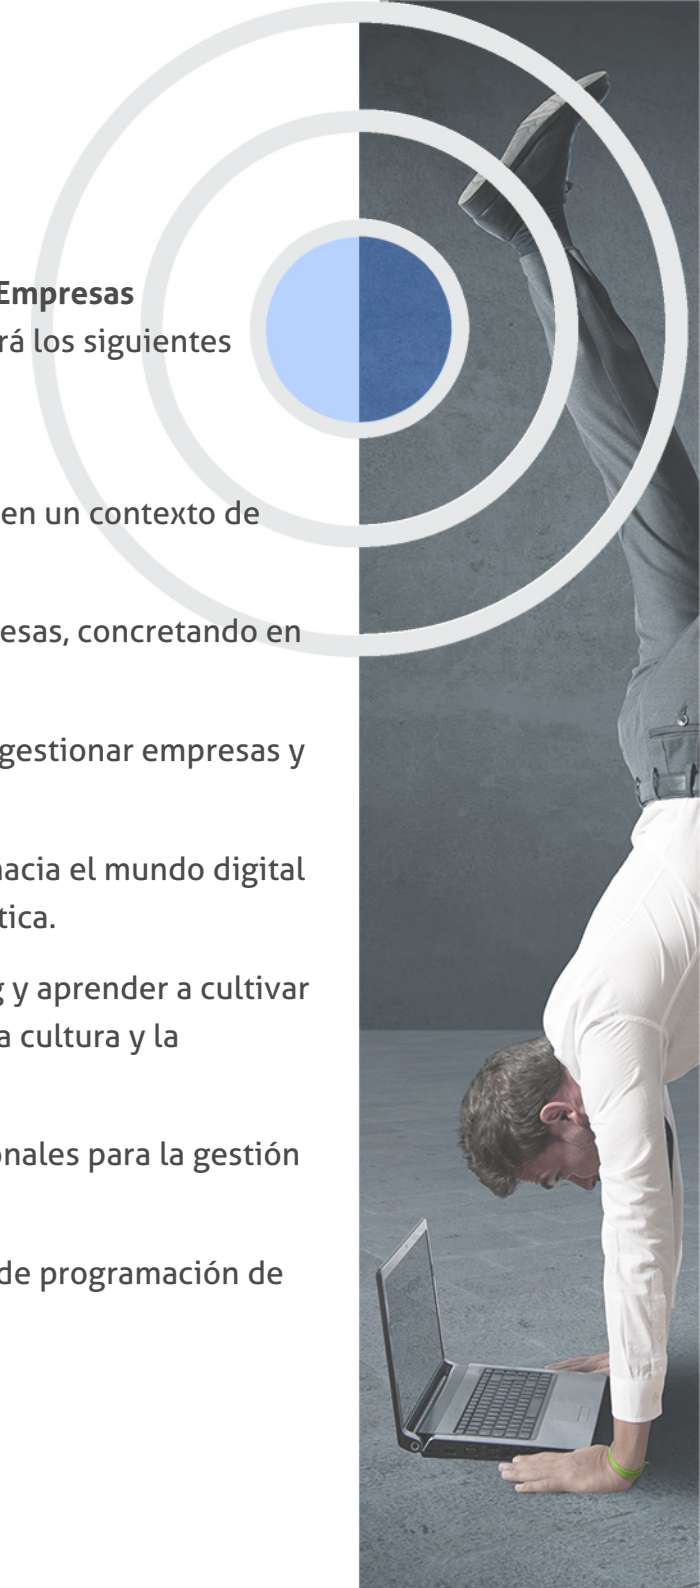 Empresas
rá los siguientes
en un contexto de
esas, concretando en
gestionar empresas y
hacia el mundo digital
tica.
y aprender a cultivar
a cultura y la
onales para la gestión
de programación de